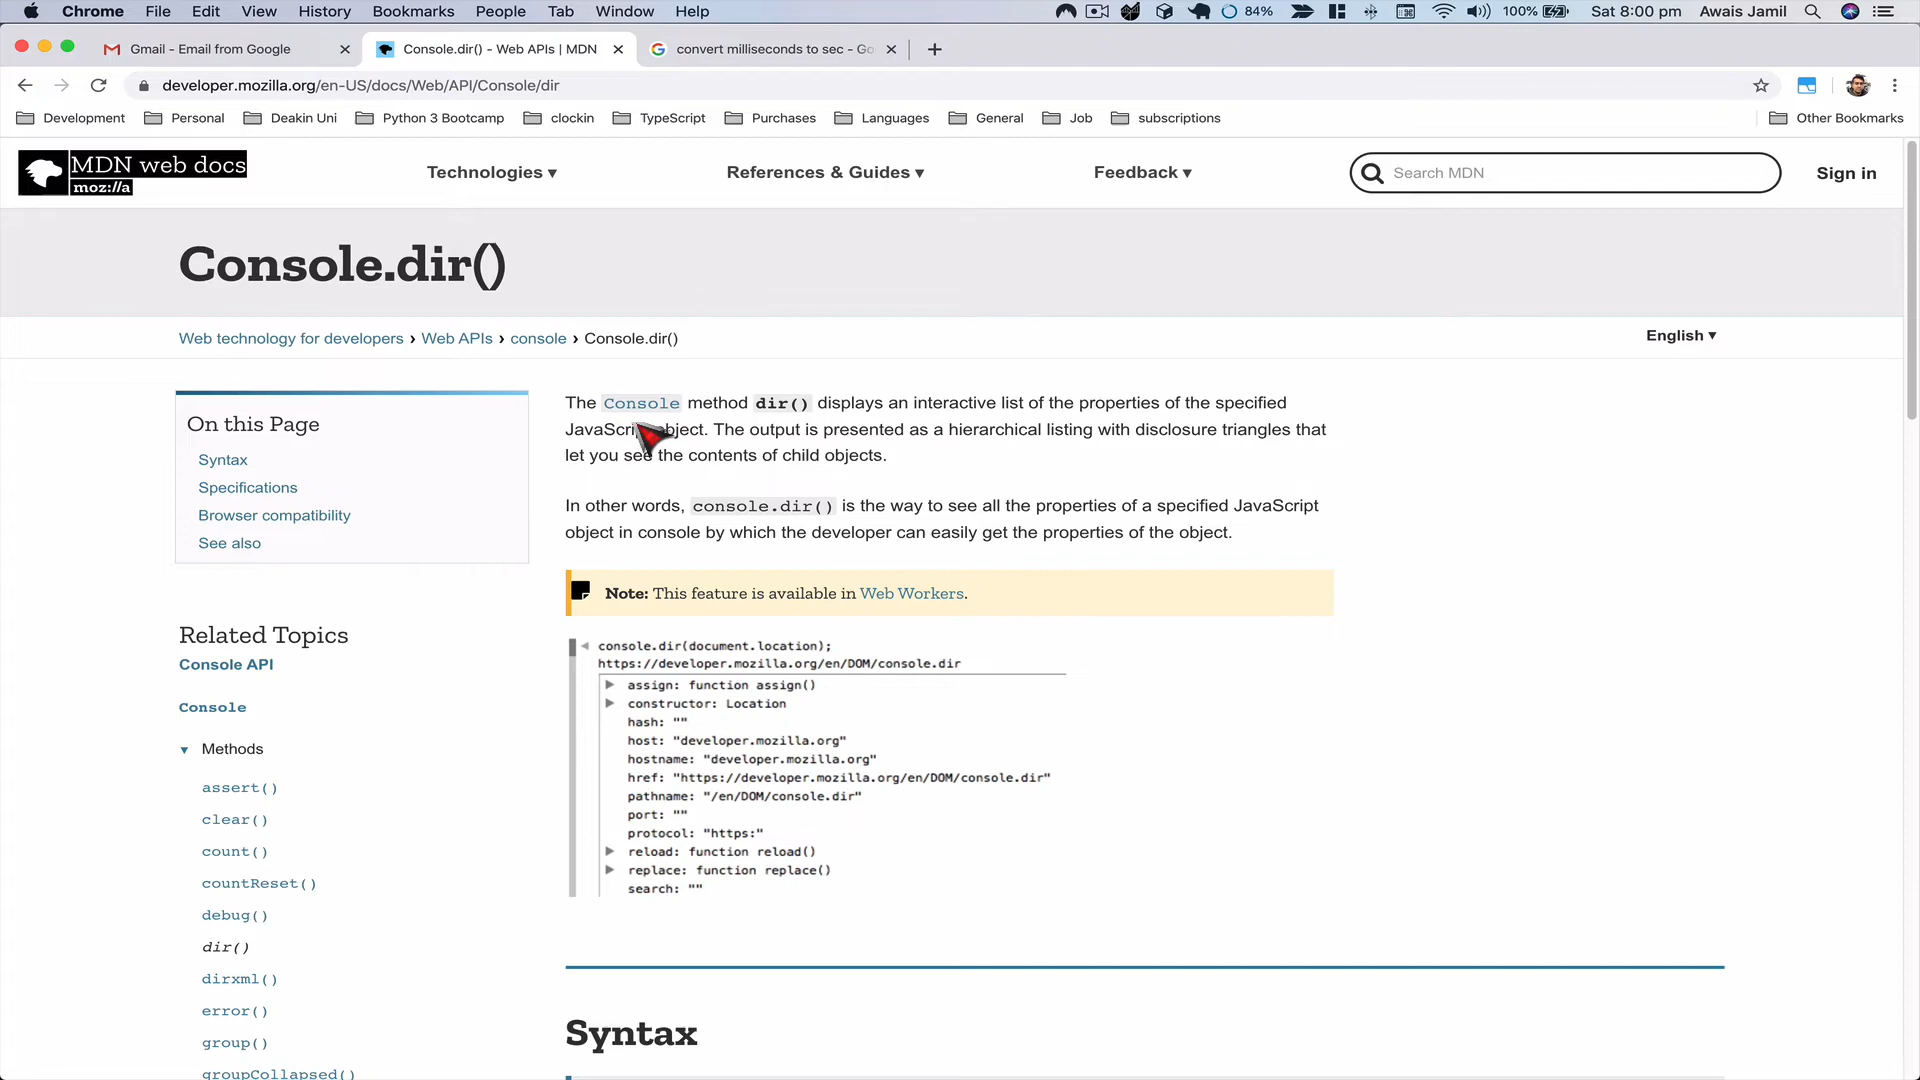 Chrome File Edit View History Bookmarks People Tab Window Help 84% 100% Sat 8:00 pm Awais Jamil
Gmail - Email from Google
Console.dir() - Web APIs | MDN
convert milliseconds to sec - Go
developer.mozilla.org/en-US/docs/Web/API/Console/dir
Development Personal Deakin Uni Python 3 Bootcamp clockin TypeScript Purchases Languages General Job subscriptions Other Bookmarks
MDN web docs
moz://a
Technologies ▾ References & Guides ▾ Feedback ▾ Search MDN Sign in
Console.dir()
Web technology for developers › Web APIs › console › Console.dir()
English ▾
On this Page
Syntax
Specifications
Browser compatibility
See also
Related Topics
Console API
Console
▾ Methods
assert()
clear()
count()
countReset()
debug()
dir()
dirxml()
error()
group()
groupCollapsed()
The Console method dir() displays an interactive list of the properties of the specified
JavaScript object. The output is presented as a hierarchical listing with disclosure triangles that
let you see the contents of child objects.
In other words, console.dir() is the way to see all the properties of a specified JavaScript
object in console by which the developer can easily get the properties of the object.
Note: This feature is available in Web Workers.
console.dir(document.location);
https://developer.mozilla.org/en/DOM/console.dir
assign: function assign()
constructor: Location
hash: ""
host: "developer.mozilla.org"
hostname: "developer.mozilla.org"
href: "https://developer.mozilla.org/en/DOM/console.dir"
pathname: "/en/DOM/console.dir"
port: ""
protocol: "https:"
reload: function reload()
replace: function replace()
search: ""
Syntax